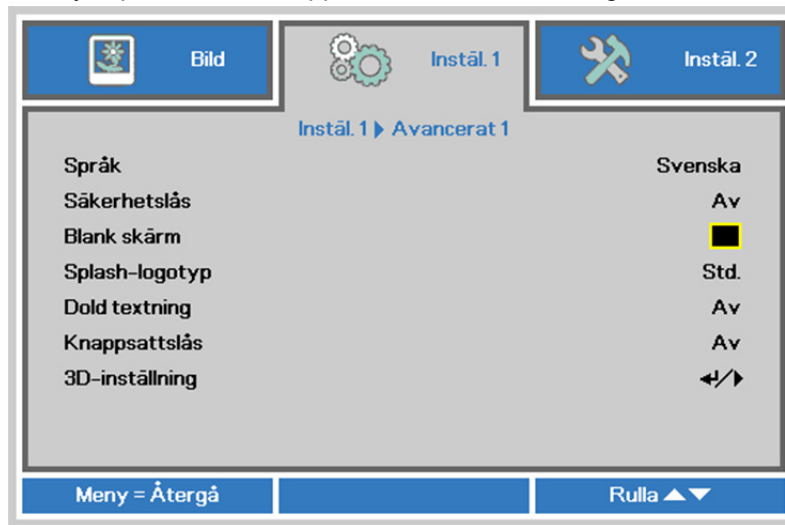 Bild
Instäl. 1
Instäl. 2
Instäl. 1 ▶ Avancerat 1
Språk Svenska
Säkerhetslås Av
Blank skärm
Splash-logotyp Std.
Dold textning Av
Knappsattslås Av
3D-inställning ↵/▶
Meny = Återgå
Rulla ▲▼